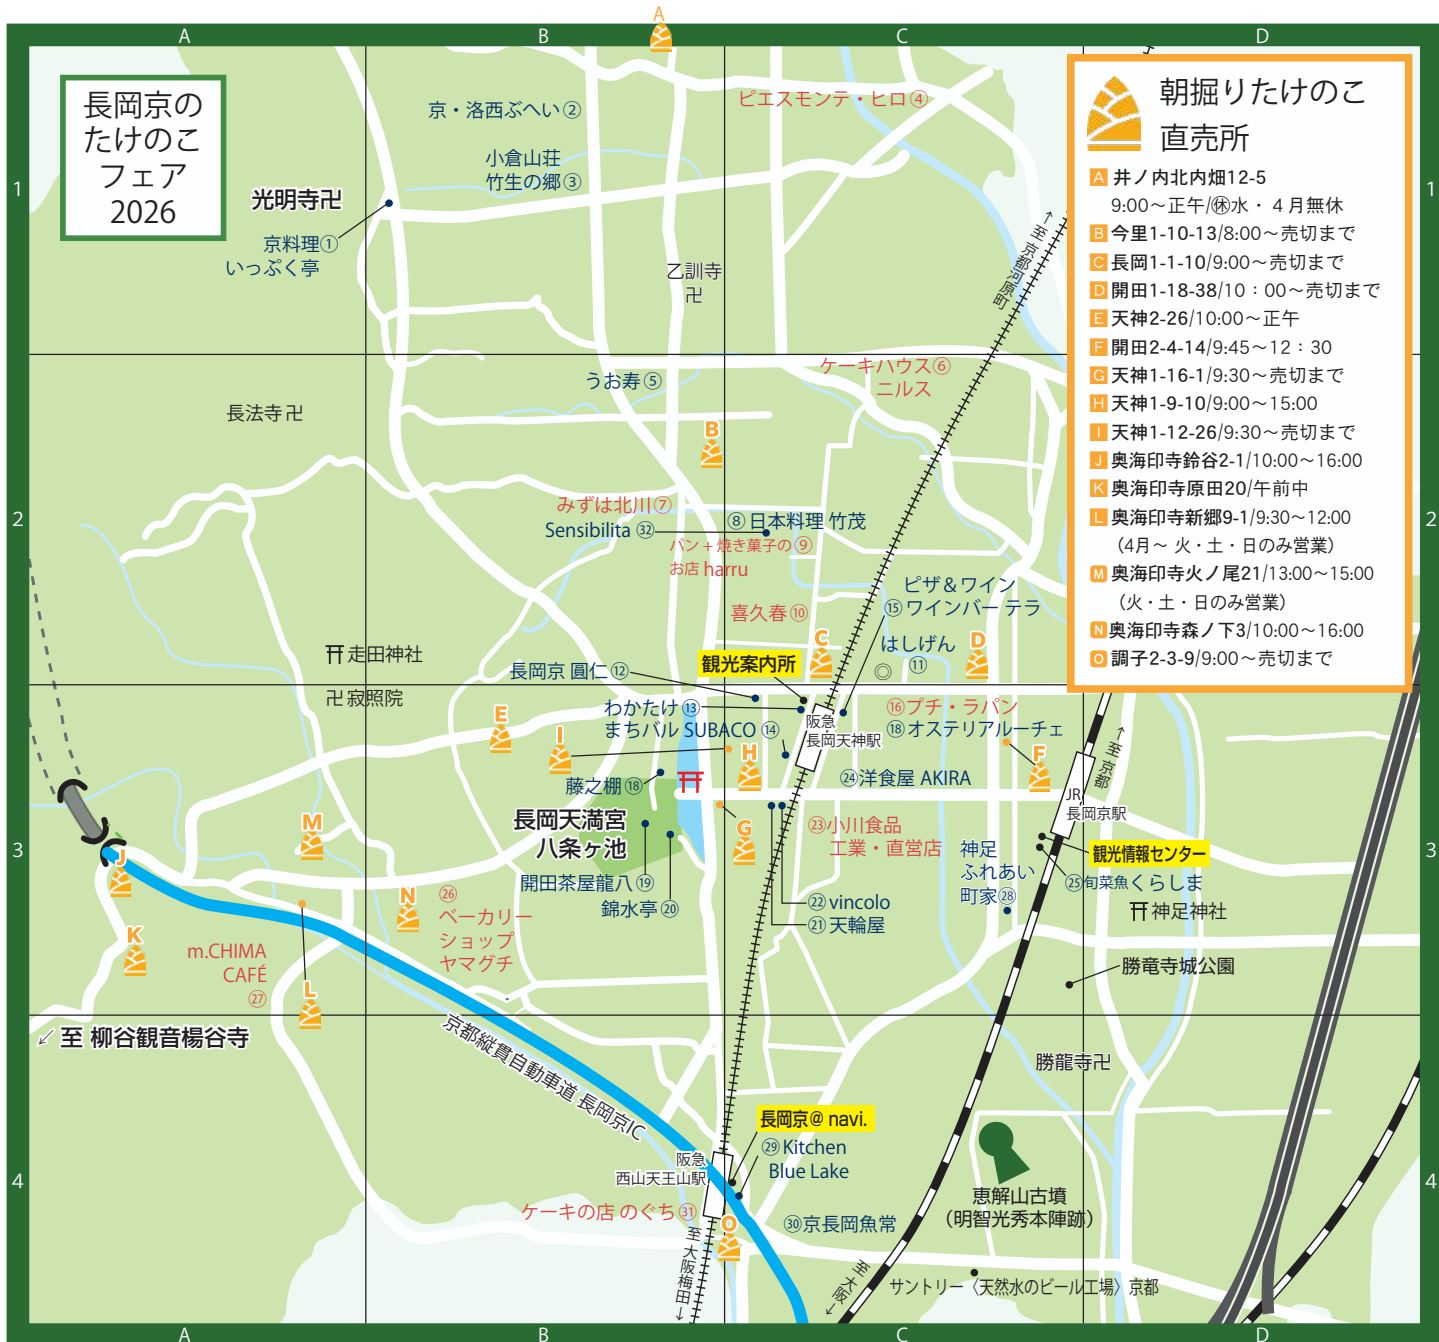 A
A
B
C
D
長岡京の
たけのこ
フェア
2026
朝掘りたけのこ
直売所
A 井ノ内北内畑12-5
9:00〜正午/㊡水・４月無休
B 今里1-10-13/8:00〜売切まで
C 長岡1-1-10/9:00〜売切まで
D 開田1-18-38/10：00〜売切まで
E 天神2-26/10:00〜正午
F 開田2-4-14/9:45〜12：30
G 天神1-16-1/9:30〜売切まで
H 天神1-9-10/9:00〜15:00
I 天神1-12-26/9:30〜売切まで
J 奥海印寺鈴谷2-1/10:00〜16:00
K 奥海印寺原田20/午前中
L 奥海印寺新郷9-1/9:30〜12:00
（4月〜 火・土・日のみ営業）
M 奥海印寺火ノ尾21/13:00〜15:00
（火・土・日のみ営業）
N 奥海印寺森ノ下3/10:00〜16:00
O 調子2-3-9/9:00〜売切まで
1
1
京・洛西ぶへい②
ピエスモンテ・ヒロ④
小倉山荘
竹生の郷③
光明寺卍
京料理①
いっぷく亭
乙訓寺
卍
←至 京都河原町
うお寿⑤
ケーキハウス⑥
ニルス
長法寺卍
B
2
2
みずは北川⑦
Sensibilita ㉜
⑧日本料理 竹茂
パン＋焼き菓子の⑨
お店 harru
喜久春⑩
ピザ＆ワイン
⑮ワインバー テラ
C
はしげん
⑪
◎
D
走田神社
卍寂照院
長岡京 圓仁⑫
観光案内所
わかたけ⑬
まちバル SUBACO⑭
阪急
長岡天神駅
⑯プチ・ラパン
⑱オステリアルーチェ
E
I
H
F
←至 京都
藤之棚⑱
㉔洋食屋 AKIRA
JR
長岡京駅
長岡天満宮
八条ヶ池
G
㉓小川食品
工業・直営店
M
J
3
3
観光情報センター
神足
ふれあい
町家㉘
㉕旬菜魚くらしま
開田茶屋龍八⑲
錦水亭⑳
㉒vincolo
㉑天輪屋
神足神社
N
㉖
ベーカリー
ショップ
ヤマグチ
K
m.CHIMA
CAFÉ
㉗
L
勝竜寺城公園
↙至 柳谷観音楊谷寺
京都縦貫自動車道 長岡京IC
勝龍寺卍
長岡京@ navi.
㉙Kitchen
Blue Lake
阪急
西山天王山駅
4
4
恵解山古墳
（明智光秀本陣跡）
ケーキの店 のぐち㉛
O
㉚京長岡魚常
至 大阪梅田→
至 大阪→
サントリー〈天然水のビール工場〉京都
A
B
C
D